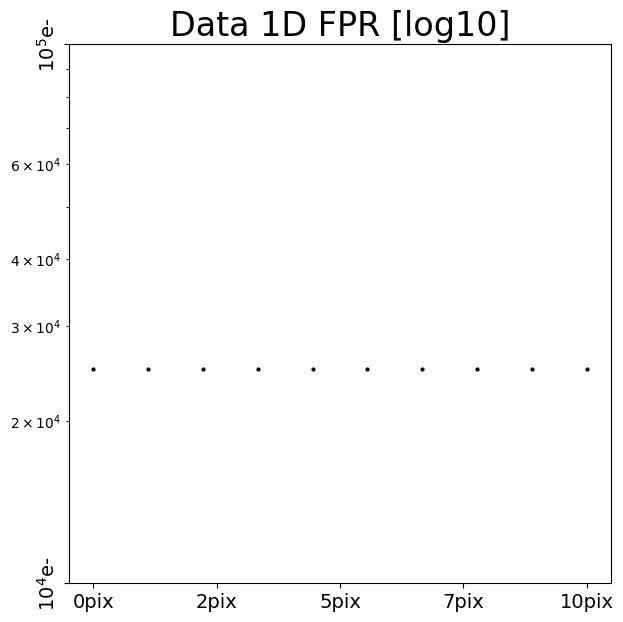 Data 1D FPR [log10]
10⁵e-
6 × 10⁴
4 × 10⁴
3 × 10⁴
2 × 10⁴
10⁴e-
0pix 2pix 5pix 7pix 10pix